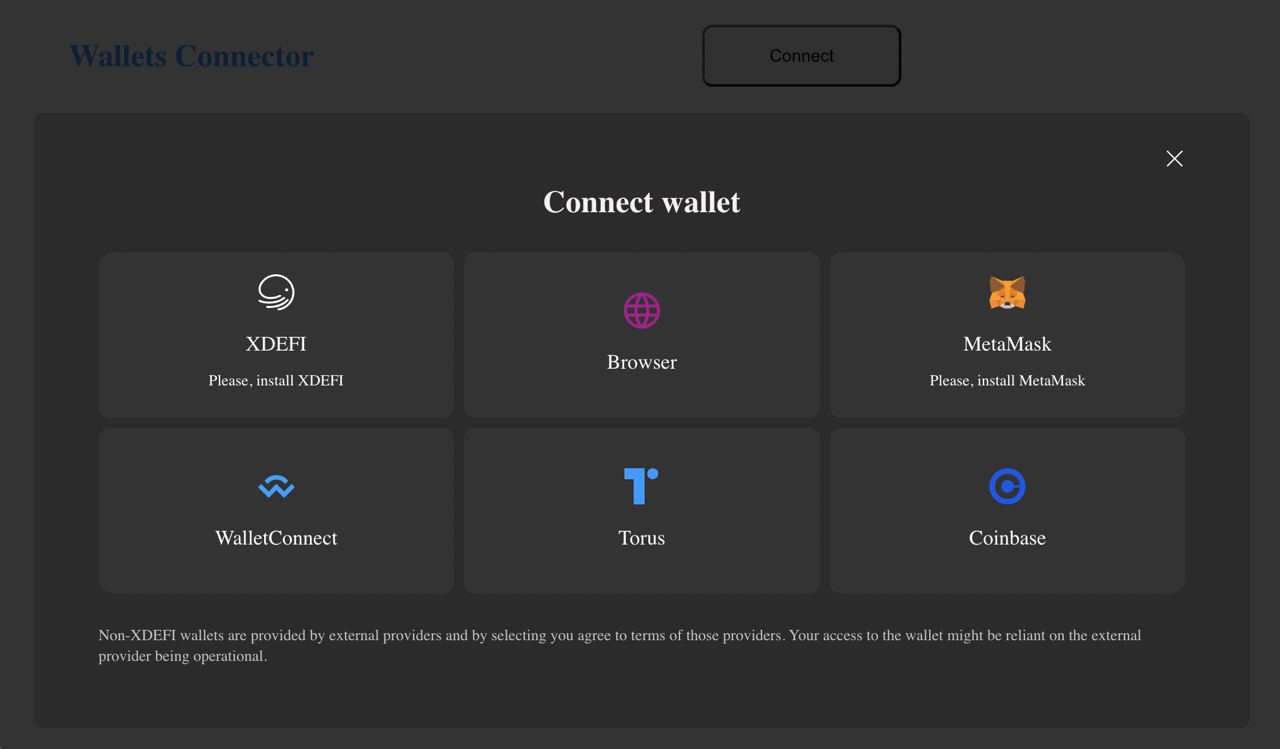 Wallets Connector
Connect
Connect wallet
XDEFI
Please, install XDEFI
Browser
MetaMask
Please, install MetaMask
WalletConnect
Torus
Coinbase
Non-XDEFI wallets are provided by external providers and by selecting you agree to terms of those providers. Your access to the wallet might be reliant on the external
provider being operational.